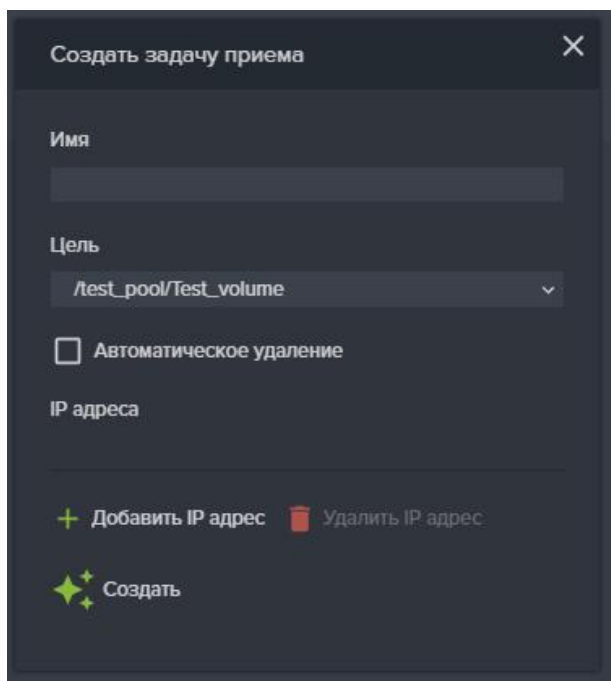 Создать задачу приема
Имя
Цель
/test_pool/Test_volume
Автоматическое удаление
IP адреса
Добавить IP адрес Удалить IP адрес
Создать